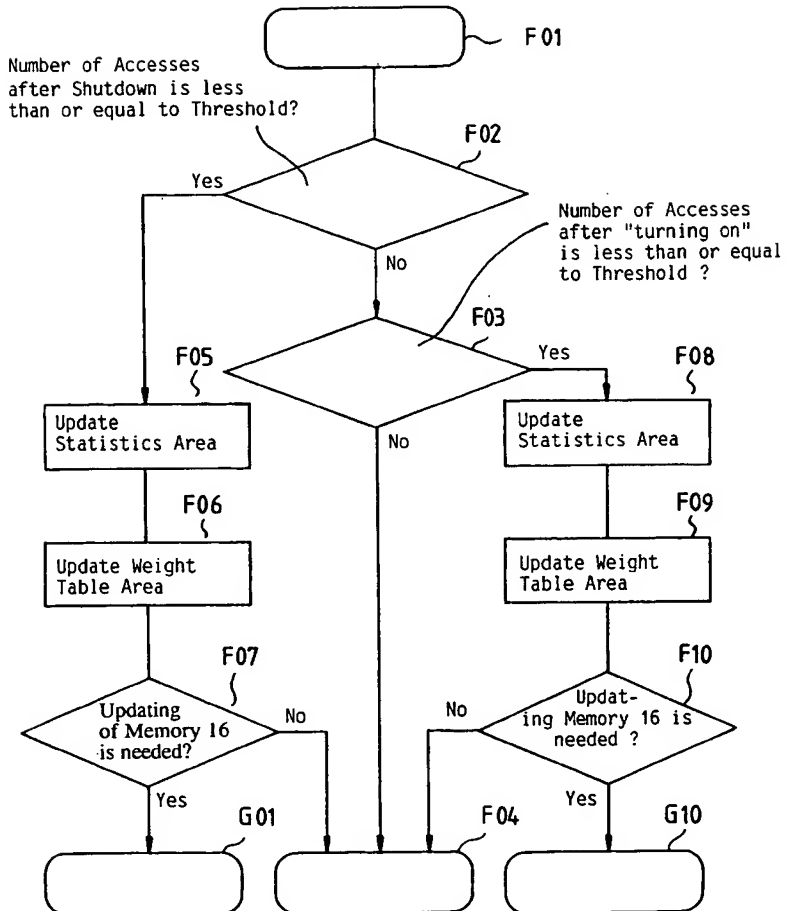 F01
Number of Accesses
after Shutdown is less
than or equal to Threshold?
F02
Yes
Number of Accesses
after "turning on"
is less than or equal
to Threshold ?
No
F03
Yes
F05
F08
Update
Statistics Area
No
Update
Statistics Area
F06
F09
Update Weight
Table Area
Update Weight
Table Area
F07
F10
Updating
of Memory 16
is needed?
No
No
Updat-
ing Memory 16 is
needed ?
Yes
Yes
G01
F04
G10